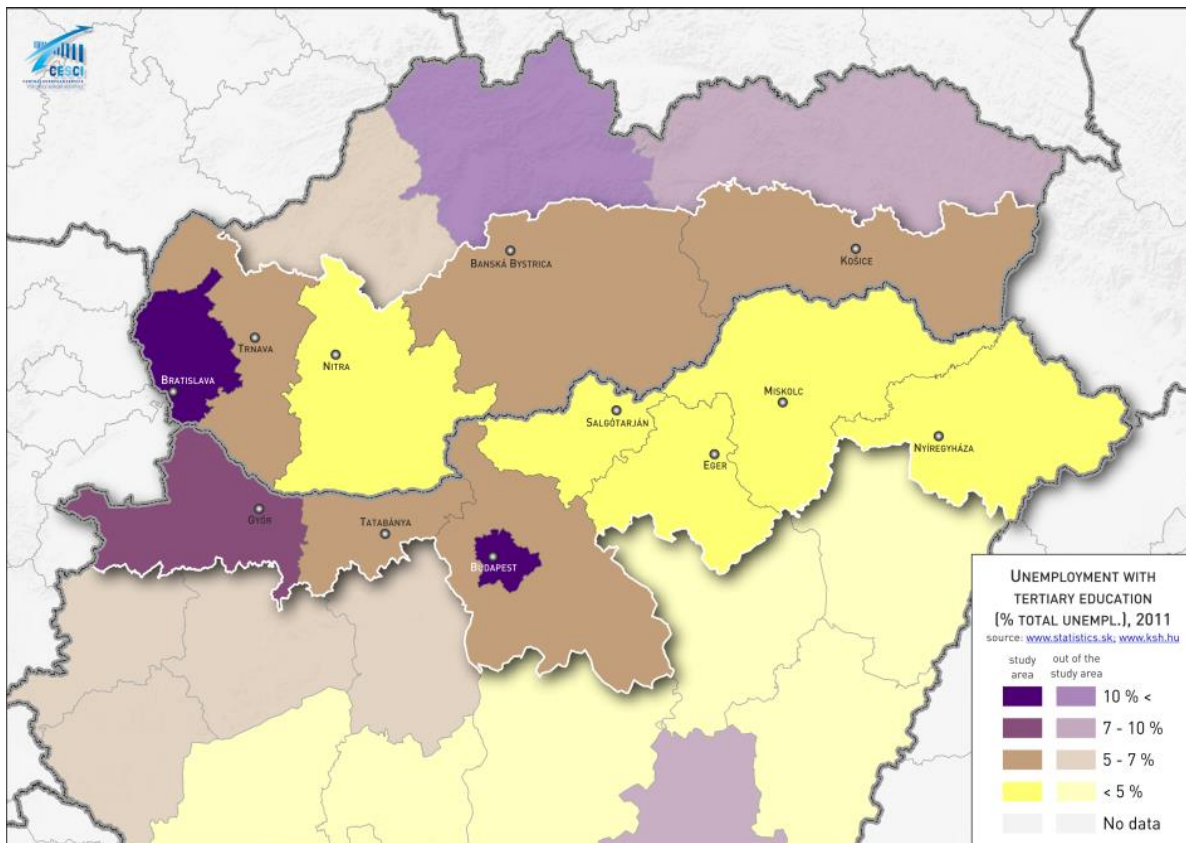 CESCI
Banská Bystrica
Košice
Trnava
Nitra
Bratislava
Miskolc
Salgótarján
Nyíregyháza
Eger
Győr
Tatabánya
Budapest
Unemployment with
tertiary education
(% total unempl.), 2011
source: www.statistics.sk; www.ksh.hu
study area
out of the study area
10 % <
7 - 10 %
5 - 7 %
< 5 %
No data